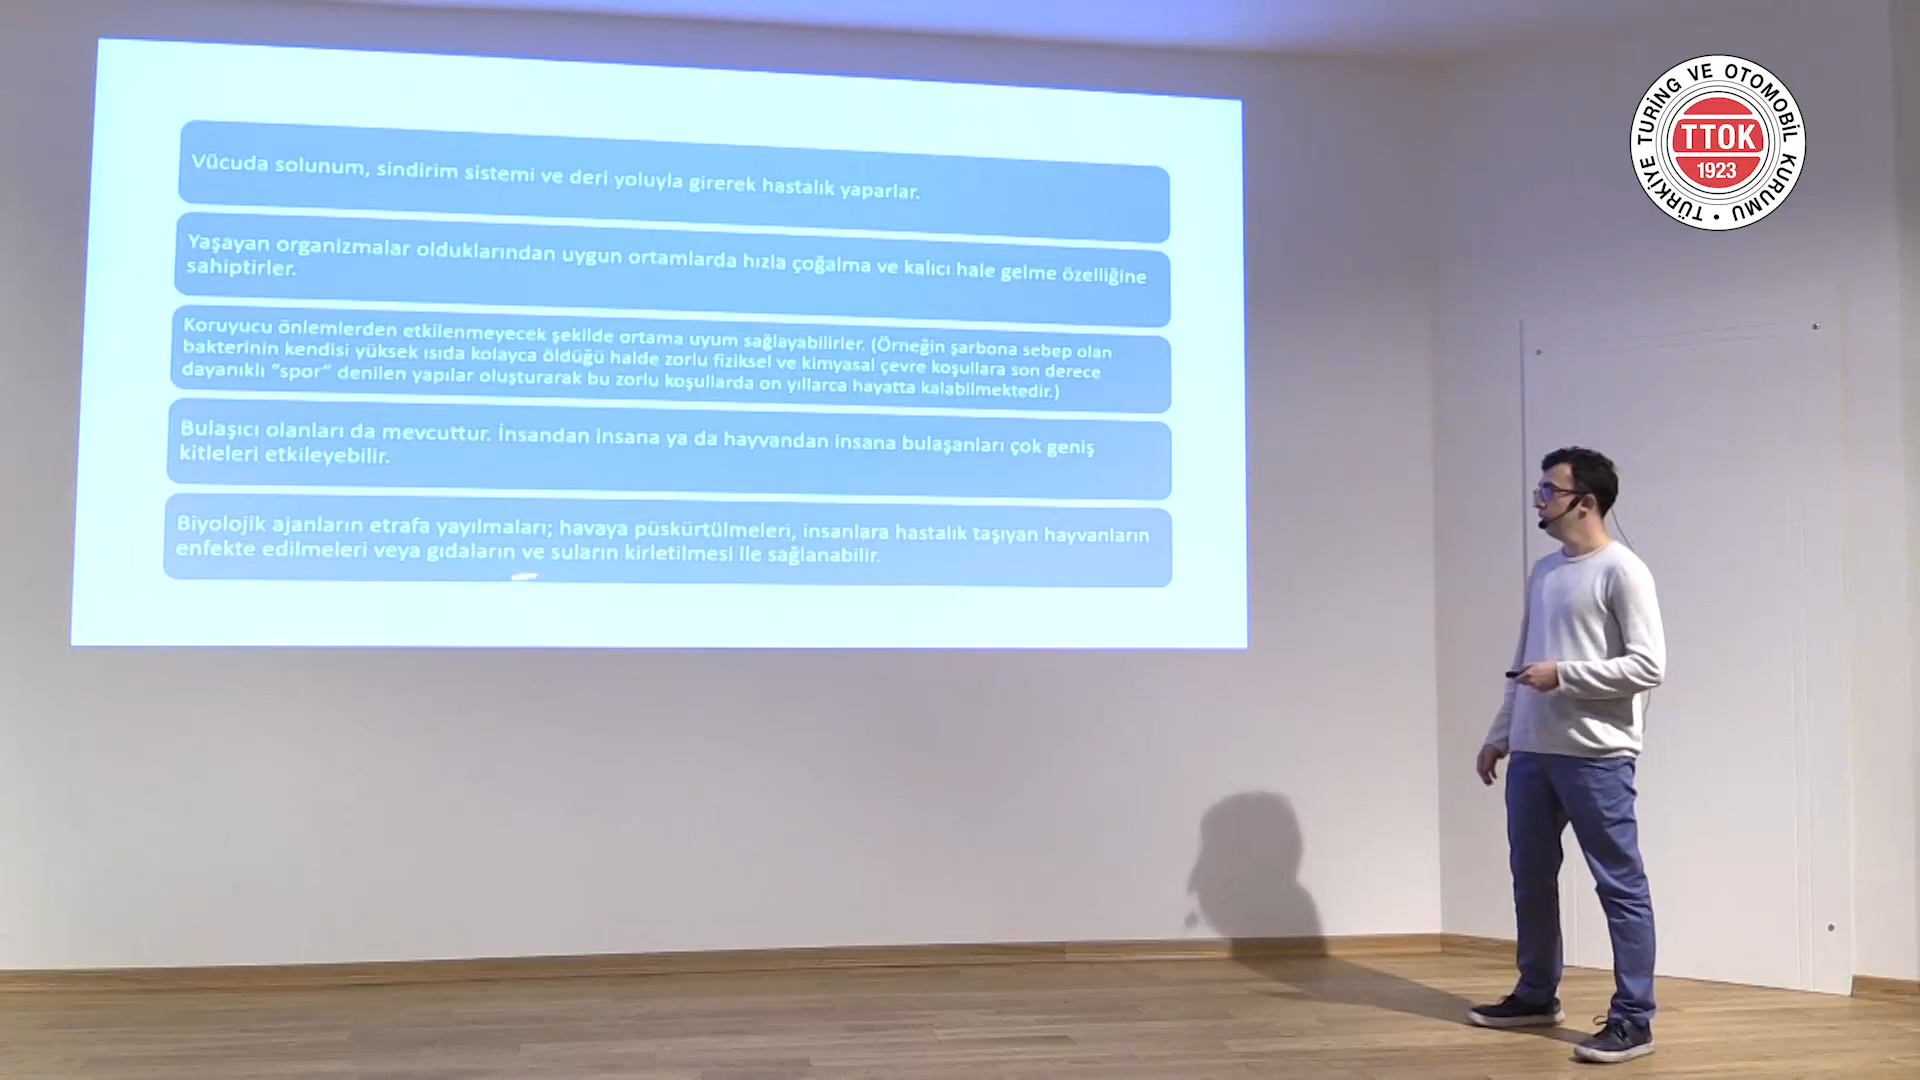 Vücuda solunum, sindirim sistemi ve deri yoluyla girerek hastalık yaparlar.
Yaşayan organizmalar olduklarından uygun ortamlarda hızla çoğalma ve kalıcı hale gelme özelliğine
sahiptirler.
Koruyucu önlemlerden etkilenmeyecek şekilde ortama uyum sağlayabilirler. (Örneğin şarbona sebep olan
bakterinin kendisi yüksek ısıda kolayca öldüğü halde zorlu fiziksel ve kimyasal çevre koşullara son derece
dayanıklı "spor" denilen yapılar oluşturarak bu zorlu koşullarda on yıllarca hayatta kalabilmektedir.)
Bulaşıcı olanları da mevcuttur. İnsandan insana ya da hayvandan insana bulaşanları çok geniş
kitleleri etkileyebilir.
Biyolojik ajanların etrafa yayılmaları; havaya püskürtülmeleri, insanlara hastalık taşıyan hayvanların
enfekte edilmeleri veya gıdaların ve suların kirletilmesi ile sağlanabilir.
TÜRKİYE TURİNG VE OTOMOBİL KURUMU •
TTOK
1923